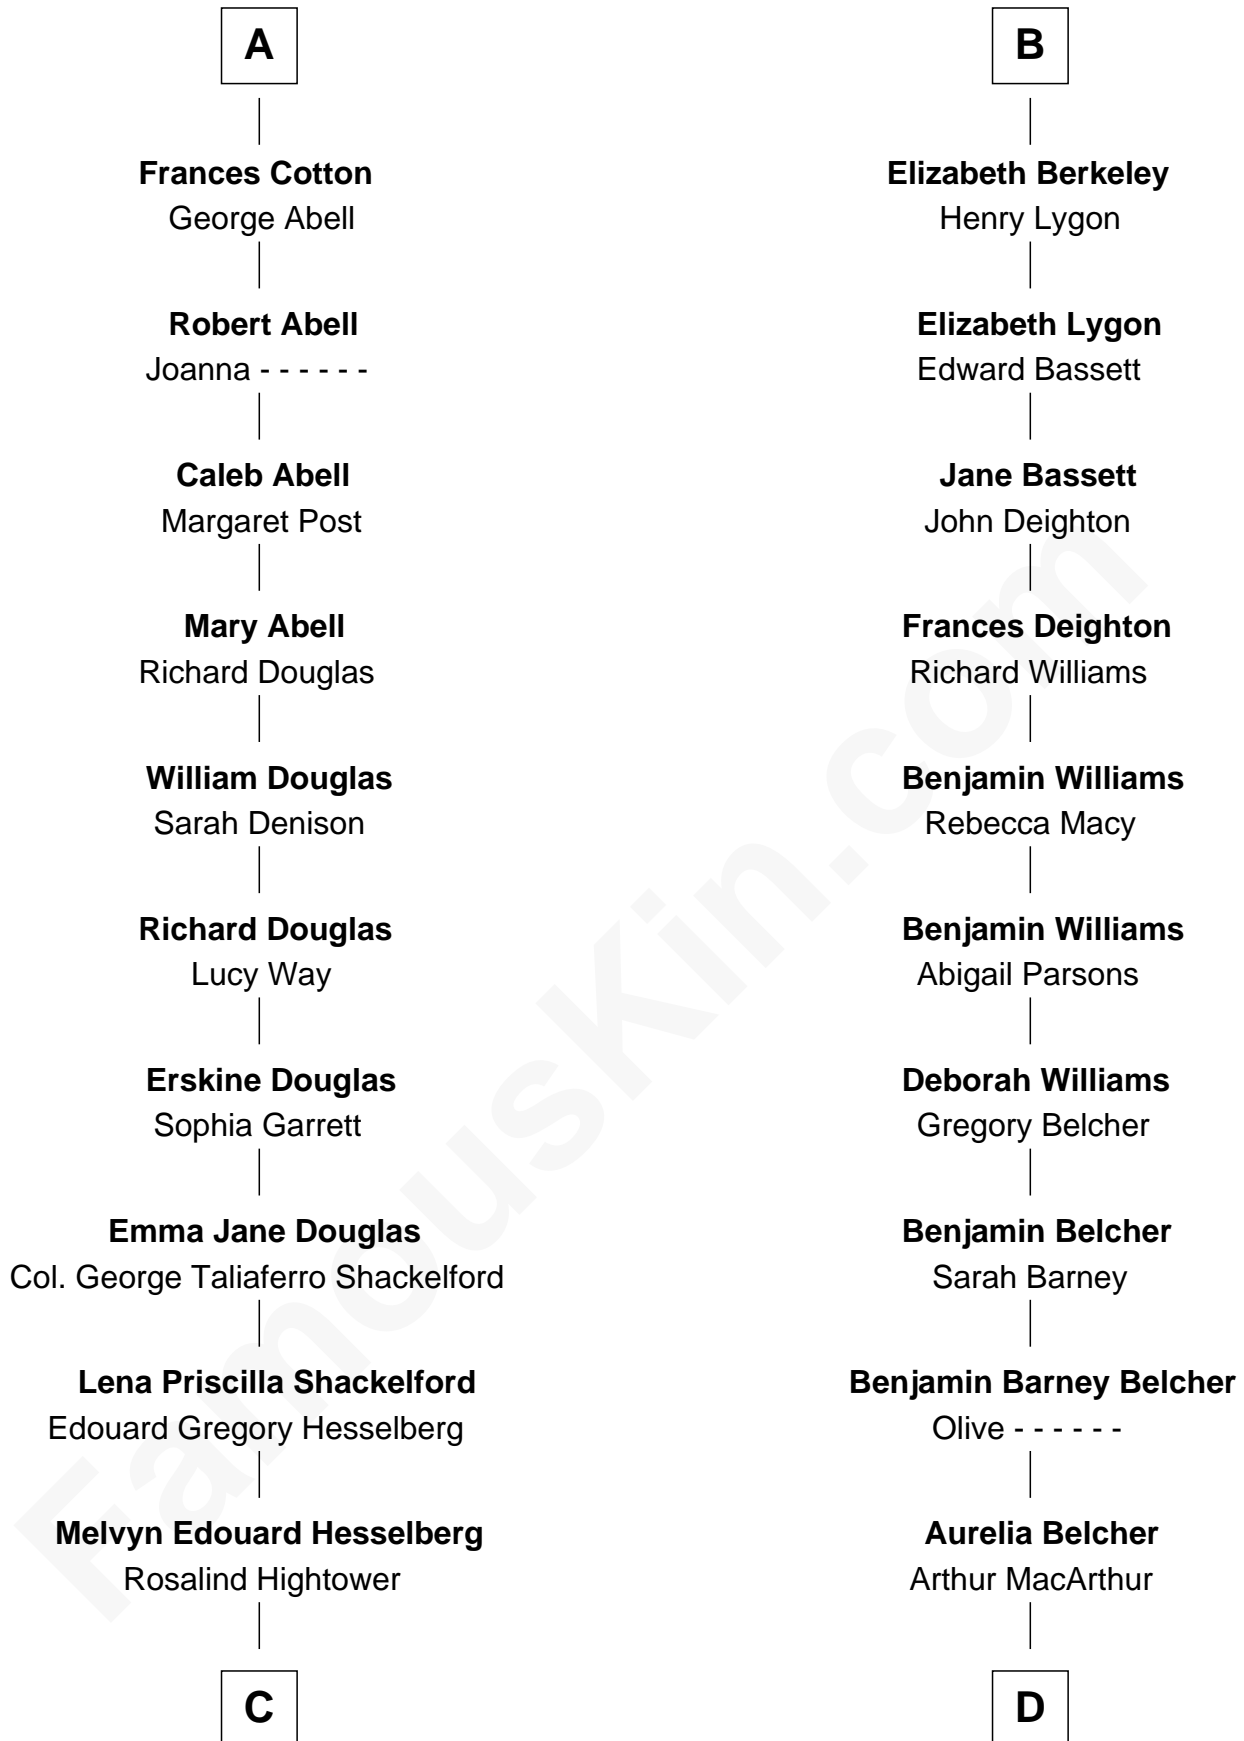 A
Frances Cotton
George Abell
Robert Abell
Joanna - - - - - -
Caleb Abell
Margaret Post
Mary Abell
Richard Douglas
William Douglas
Sarah Denison
Richard Douglas
Lucy Way
Erskine Douglas
Sophia Garrett
Emma Jane Douglas
Col. George Taliaferro Shackelford
Lena Priscilla Shackelford
Edouard Gregory Hesselberg
Melvyn Edouard Hesselberg
Rosalind Hightower
C
B
Elizabeth Berkeley
Henry Lygon
Elizabeth Lygon
Edward Bassett
Jane Bassett
John Deighton
Frances Deighton
Richard Williams
Benjamin Williams
Rebecca Macy
Benjamin Williams
Abigail Parsons
Deborah Williams
Gregory Belcher
Benjamin Belcher
Sarah Barney
Benjamin Barney Belcher
Olive - - - - - -
Aurelia Belcher
Arthur MacArthur
D
FamousKin.com